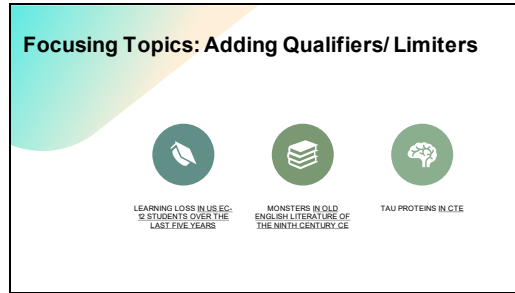 Focusing Topics: Adding Qualifiers/ Limiters
LEARNING LOSS IN US EC-
12 STUDENTS OVER THE
LAST FIVE YEARS
MONSTERS IN OLD
ENGLISH LITERATURE OF
THE NINTH CENTURY CE
TAU PROTEINS IN CTE